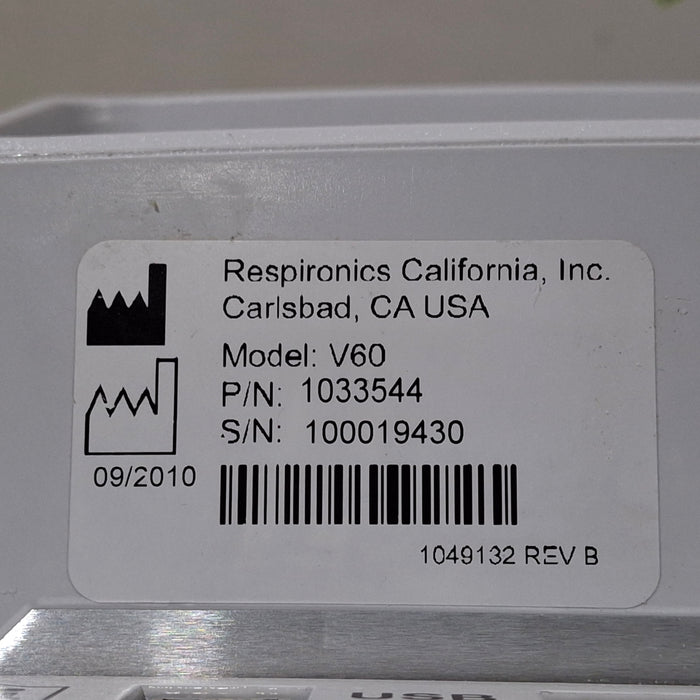 Respironics California, Inc.
Carlsbad, CA USA
Model: V60
P/N: 1033544
S/N: 100019430
09/2010
1049132 REV B
USB